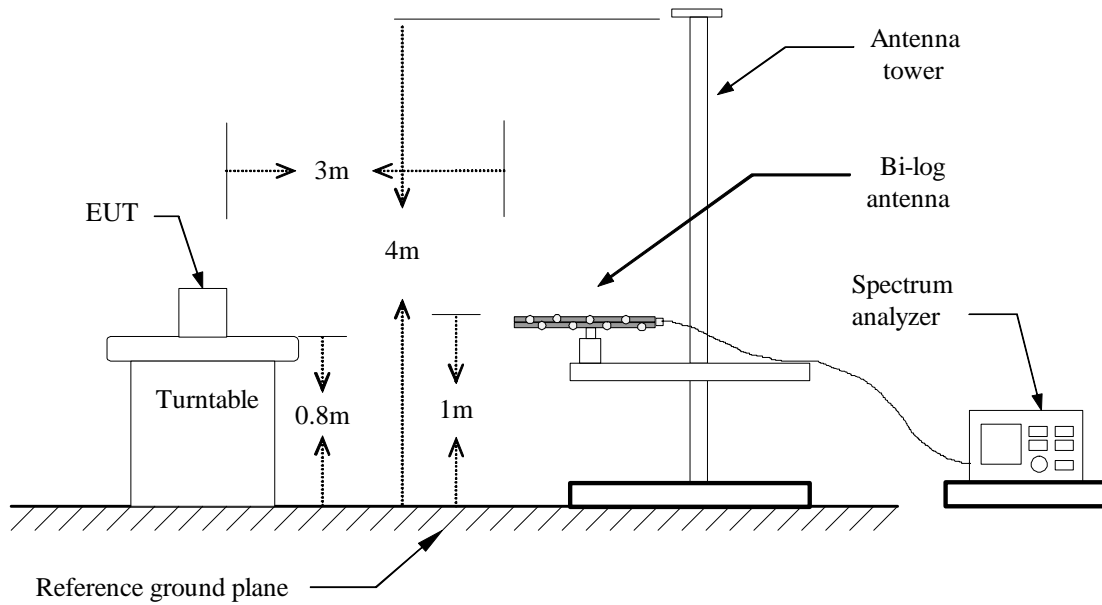 Antenna
tower
3m
Bi-log
antenna
EUT
4m
Spectrum
analyzer
Turntable
0.8m
1m
Reference ground plane